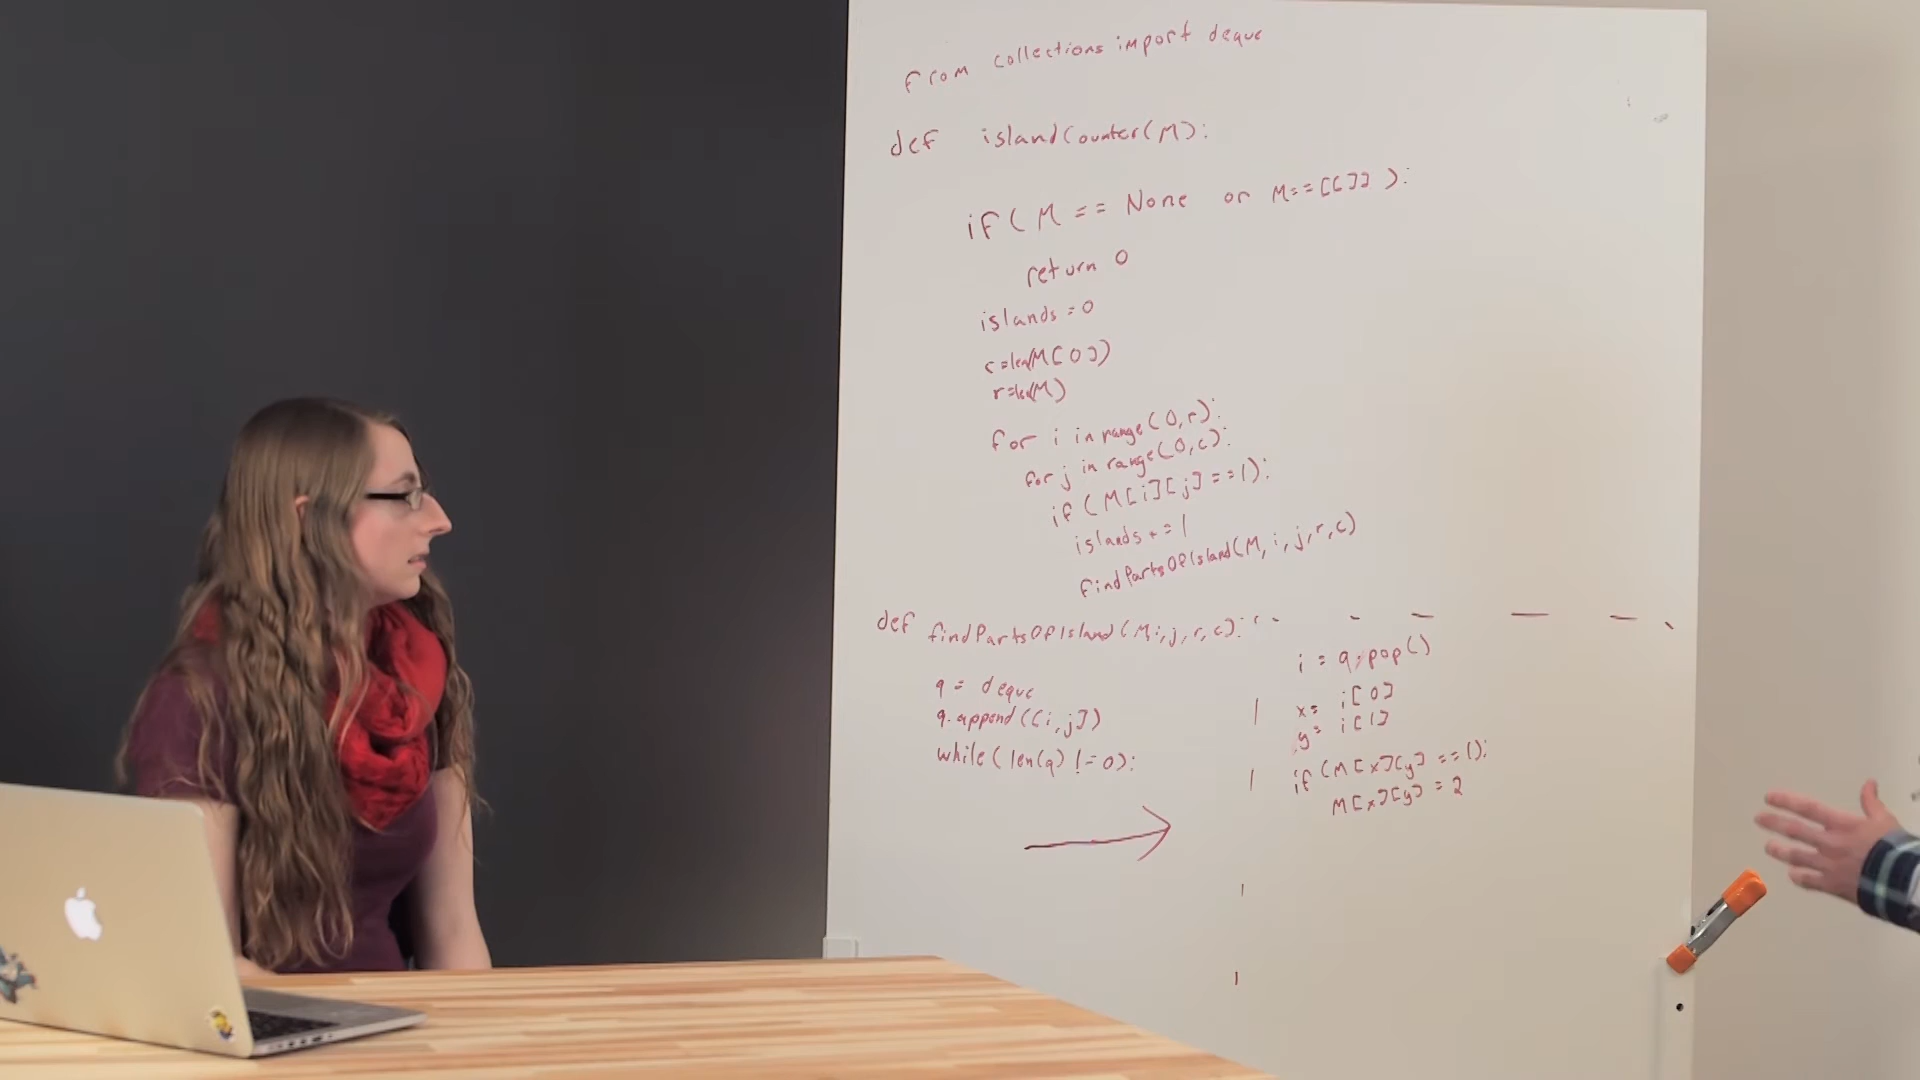 from collections import deque
def islandCounter(M):
if (M == None or M==[[]]):
return 0
islands = 0
c=len(M[0])
r=len(M)
for i in range(0,r):
for j in range(0,c):
if (M[i][j]==1):
islands += 1
findPartsOfIsland(M,i,j,r,c)
def findPartsOfIsland(M,i,j,r,c):
q = deque
q.append([i,j])
while(len(q) != 0):
i = q.pop()
x= i[0]
y= i[1]
if (M[x][y] ==1):
M[x][y] = 2